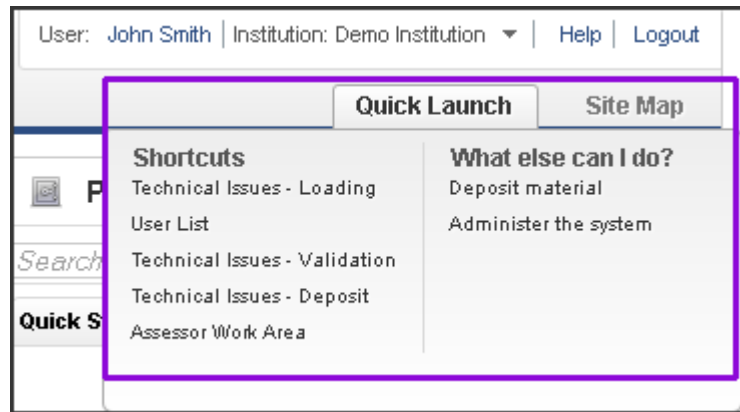 User: John Smith | Institution: Demo Institution | Help | Logout
Quick Launch Site Map
Shortcuts
Technical Issues - Loading
User List
Technical Issues - Validation
Technical Issues - Deposit
Assessor Work Area
What else can I do?
Deposit material
Administer the system
P
Search
Quick S